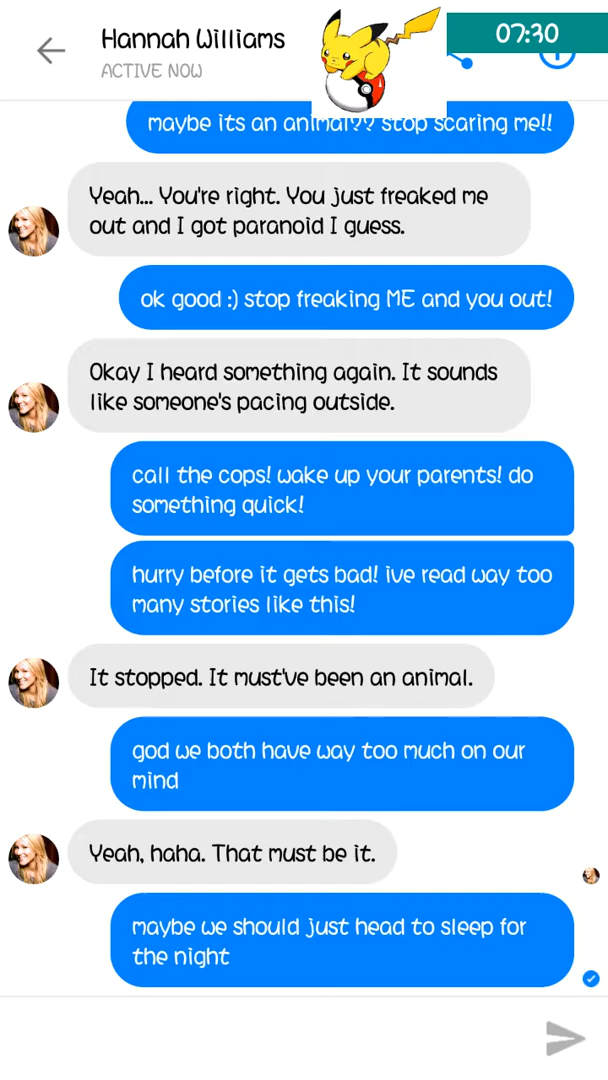 Hannah Williams
07:30
ACTIVE NOW
maybe its an animal?? stop scaring me!!
Yeah... You're right. You just freaked me
out and I got paranoid I guess.
ok good :) stop freaking ME and you out!
Okay I heard something again. It sounds
like someone's pacing outside.
call the cops! wake up your parents! do
something quick!
hurry before it gets bad! ive read way too
many stories like this!
It stopped. It must've been an animal.
god we both have way too much on our
mind
Yeah, haha. That must be it.
maybe we should just head to sleep for
the night